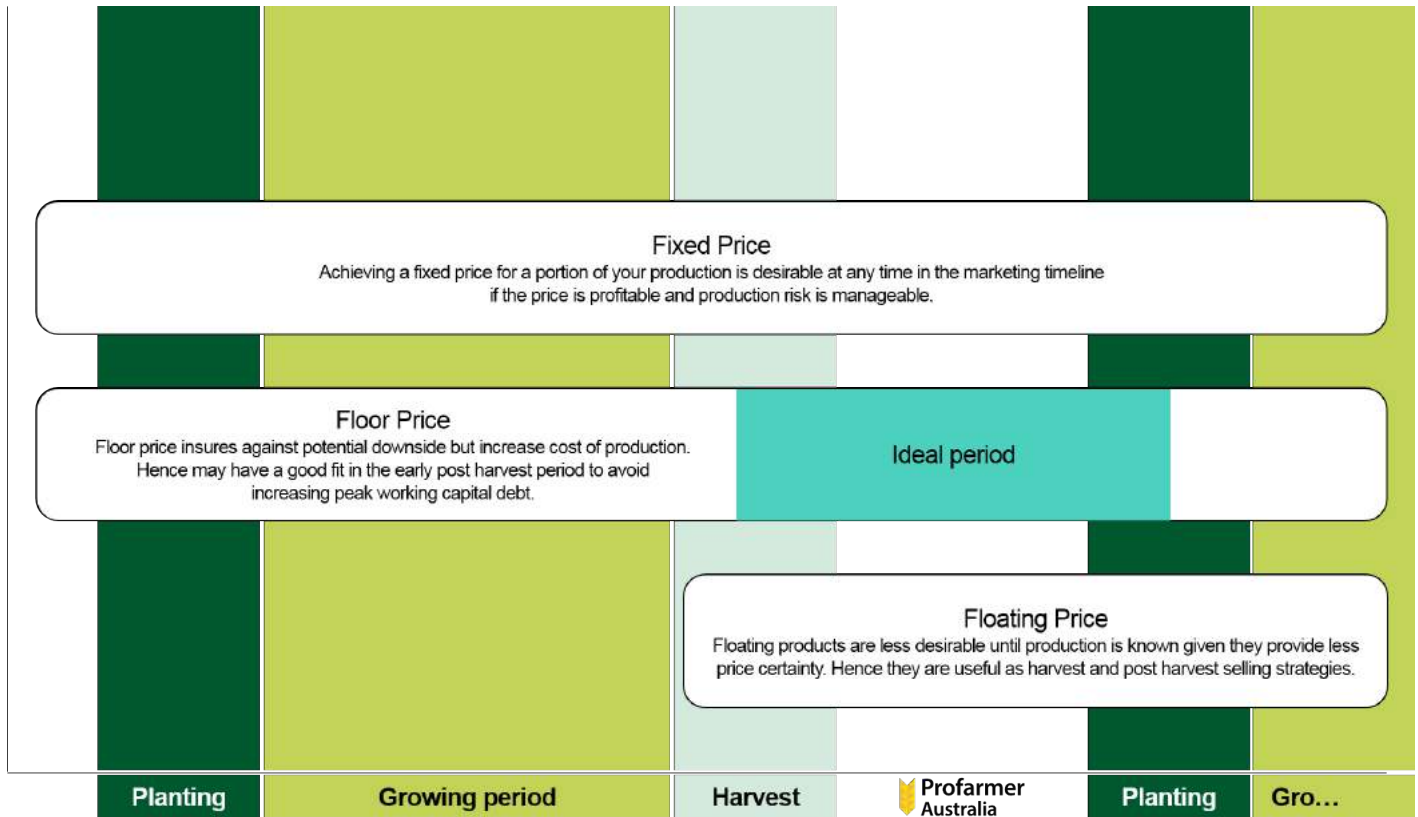 Fixed Price
Achieving a fixed price for a portion of your production is desirable at any time in the marketing timeline
if the price is profitable and production risk is manageable.
Floor Price
Floor price insures against potential downside but increase cost of production.
Hence may have a good fit in the early post harvest period to avoid
increasing peak working capital debt.
Ideal period
Floating Price
Floating products are less desirable until production is known given they provide less
price certainty. Hence they are useful as harvest and post harvest selling strategies.
Planting
Growing period
Harvest
Profarmer
Australia
Planting
Gro…